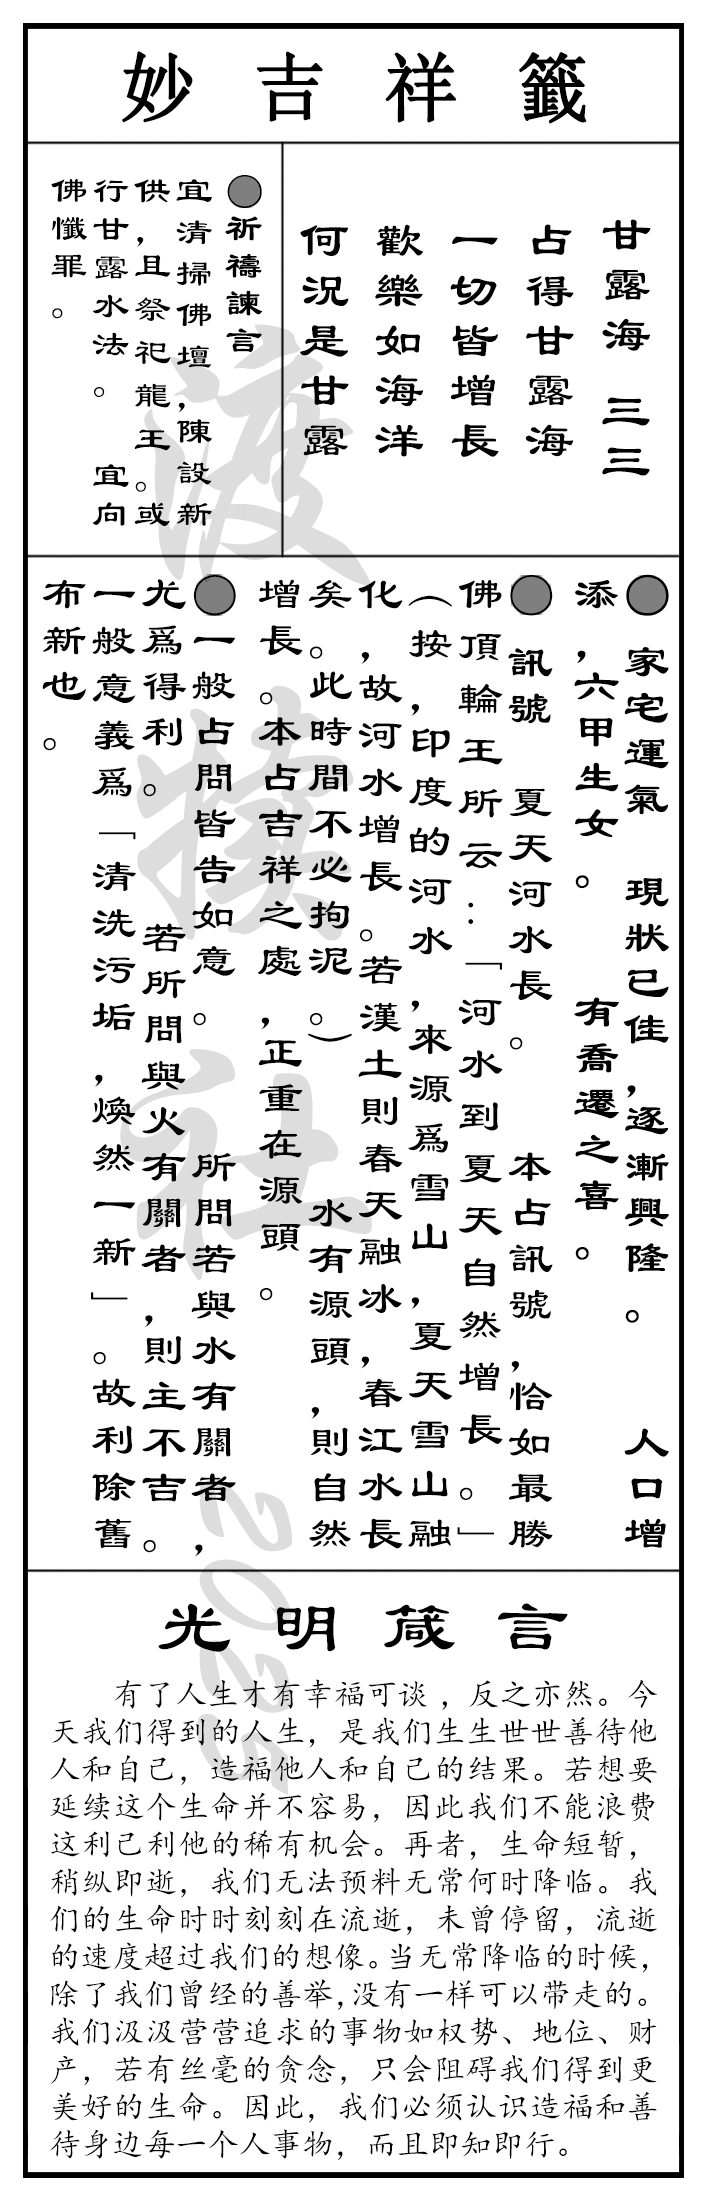 妙吉祥籤
甘露海 三三
占得甘露海
一切皆增長
歡樂如海洋
何況是甘露
●祈禱諫言
宜清掃佛壇，陳設新
供，且祭祀龍王。或
行甘露水法。 宜向
佛懺罪。
● 家宅運氣 現狀已佳，逐漸興隆。 人口增
添，六甲生女。 有喬遷之喜。
● 訊號 夏天河水長。 本占訊號，恰如最勝
佛頂輪王所云：「河水到夏天自然增長。」
（按，印度的河水，來源爲雪山，夏天雪山融
化，故河水增長。若漢土則春天融冰，春江水長
矣。此時間不必拘泥。） 水有源頭，則自然
增長。本占吉祥之處，正重在源頭。
●一般占問皆告如意。 所問若與水有關者，
尤爲得利。 若所問與火有關者，則主不吉。
一般意義爲「清洗污垢，煥然一新」。故利除舊
布新也。
渡 社 2025
光明箴言
有了人生才有幸福可谈，反之亦然。今
天我们得到的人生，是我们生生世世善待他
人和自己，造福他人和自己的结果。若想要
延续这个生命并不容易，因此我们不能浪费
这利己利他的稀有机会。再者，生命短暂，
稍纵即逝，我们无法预料无常何时降临。我
们的生命时时刻刻在流逝，未曾停留，流逝
的速度超过我们的想像。当无常降临的时候，
除了我们曾经的善举，没有一样可以带走的。
我们汲汲营营追求的事物如权势、地位、财
产，若有丝毫的贪念，只会阻碍我们得到更
美好的生命。因此，我们必须认识造福和善
待身边每一个人事物，而且即知即行。